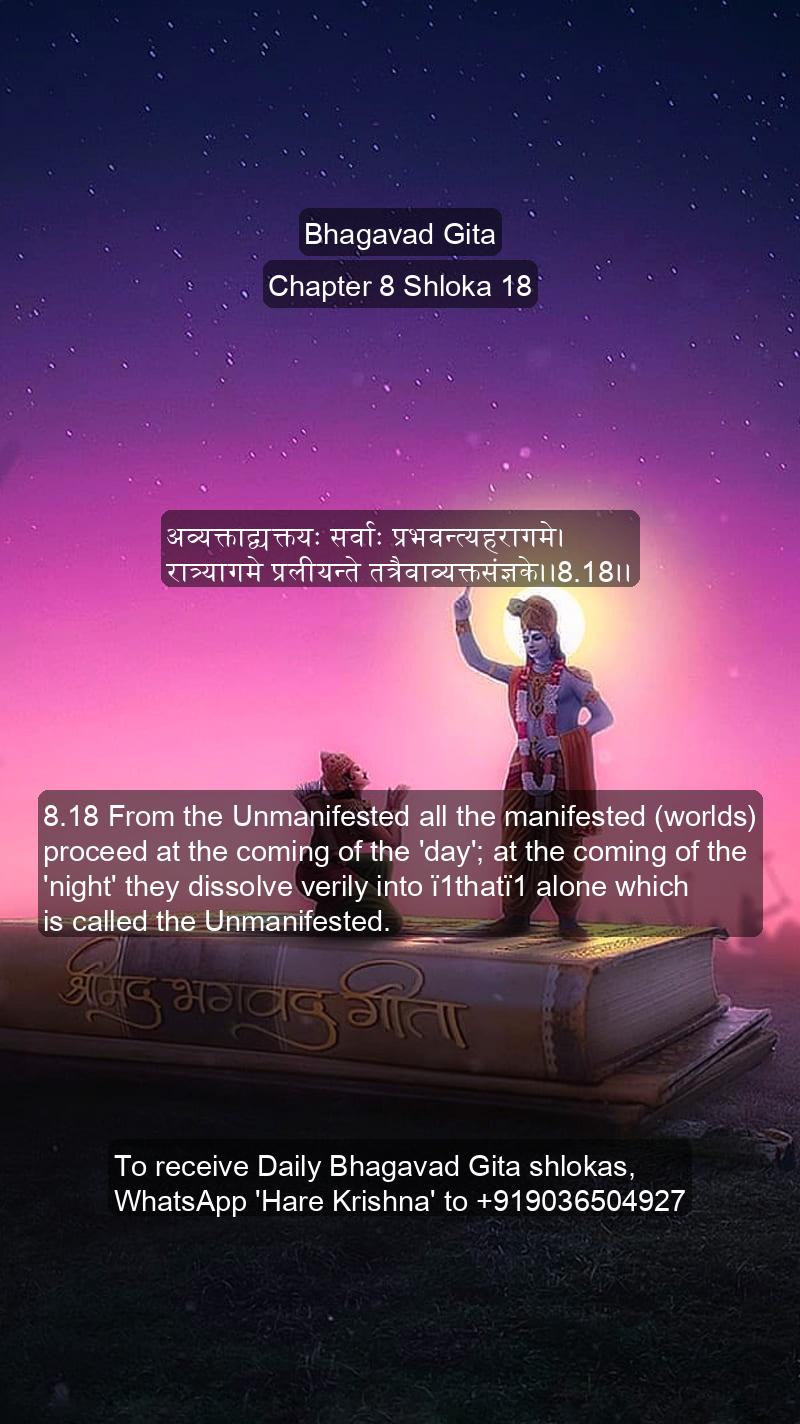 Bhagavad Gita
Chapter 8 Shloka 18
अव्यक्ताद्व्यक्तयः सर्वाः प्रभवन्त्यहरागमे।
रात्र्यागमे प्रलीयन्ते तत्रैवाव्यक्तसंज्ञके।।8.18।।
8.18 From the Unmanifested all the manifested (worlds)
proceed at the coming of the 'day'; at the coming of the
'night' they dissolve verily into ï1thatï1 alone which
is called the Unmanifested.
श्रीमद् भगवद् गीता
To receive Daily Bhagavad Gita shlokas,
WhatsApp 'Hare Krishna' to +919036504927